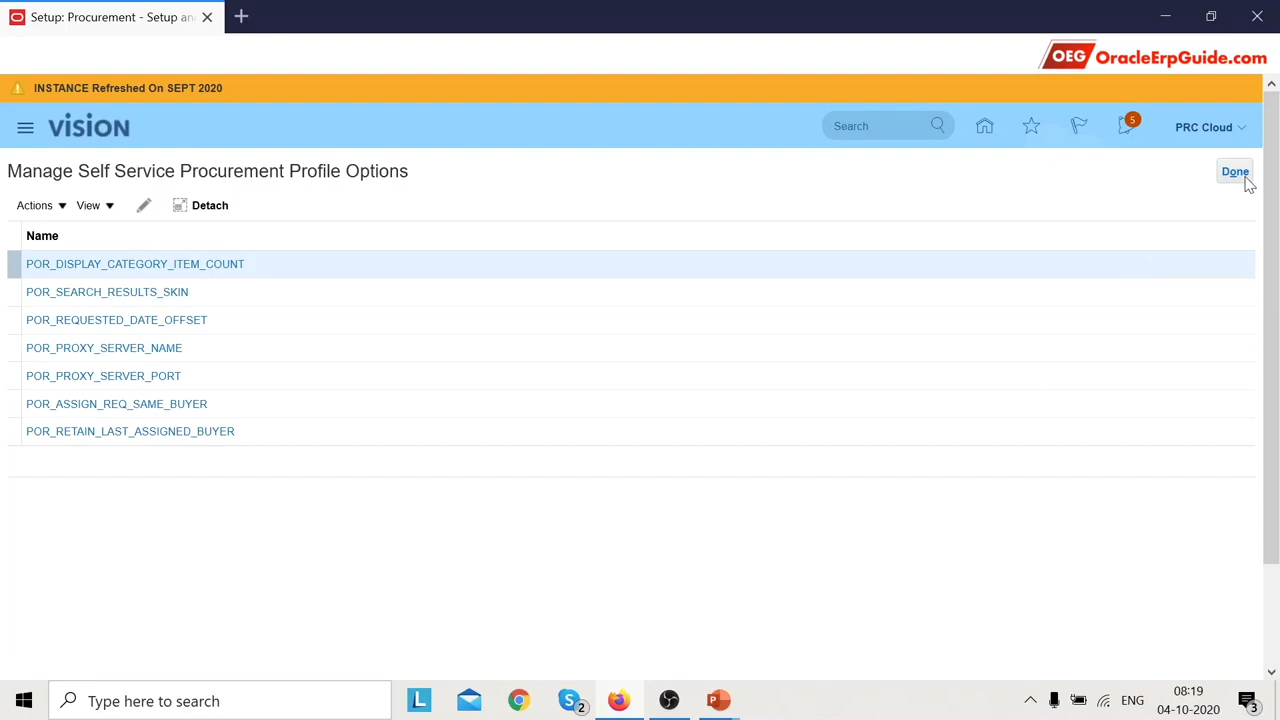 Setup: Procurement - Setup an
OEG OracleErpGuide.com
INSTANCE Refreshed On SEPT 2020
VISION
Search
5
PRC Cloud
Manage Self Service Procurement Profile Options
Done
Actions View Detach
Name
POR_DISPLAY_CATEGORY_ITEM_COUNT
POR_SEARCH_RESULTS_SKIN
POR_REQUESTED_DATE_OFFSET
POR_PROXY_SERVER_NAME
POR_PROXY_SERVER_PORT
POR_ASSIGN_REQ_SAME_BUYER
POR_RETAIN_LAST_ASSIGNED_BUYER
Type here to search
L
S
2
P
ENG
08:19
04-10-2020
3